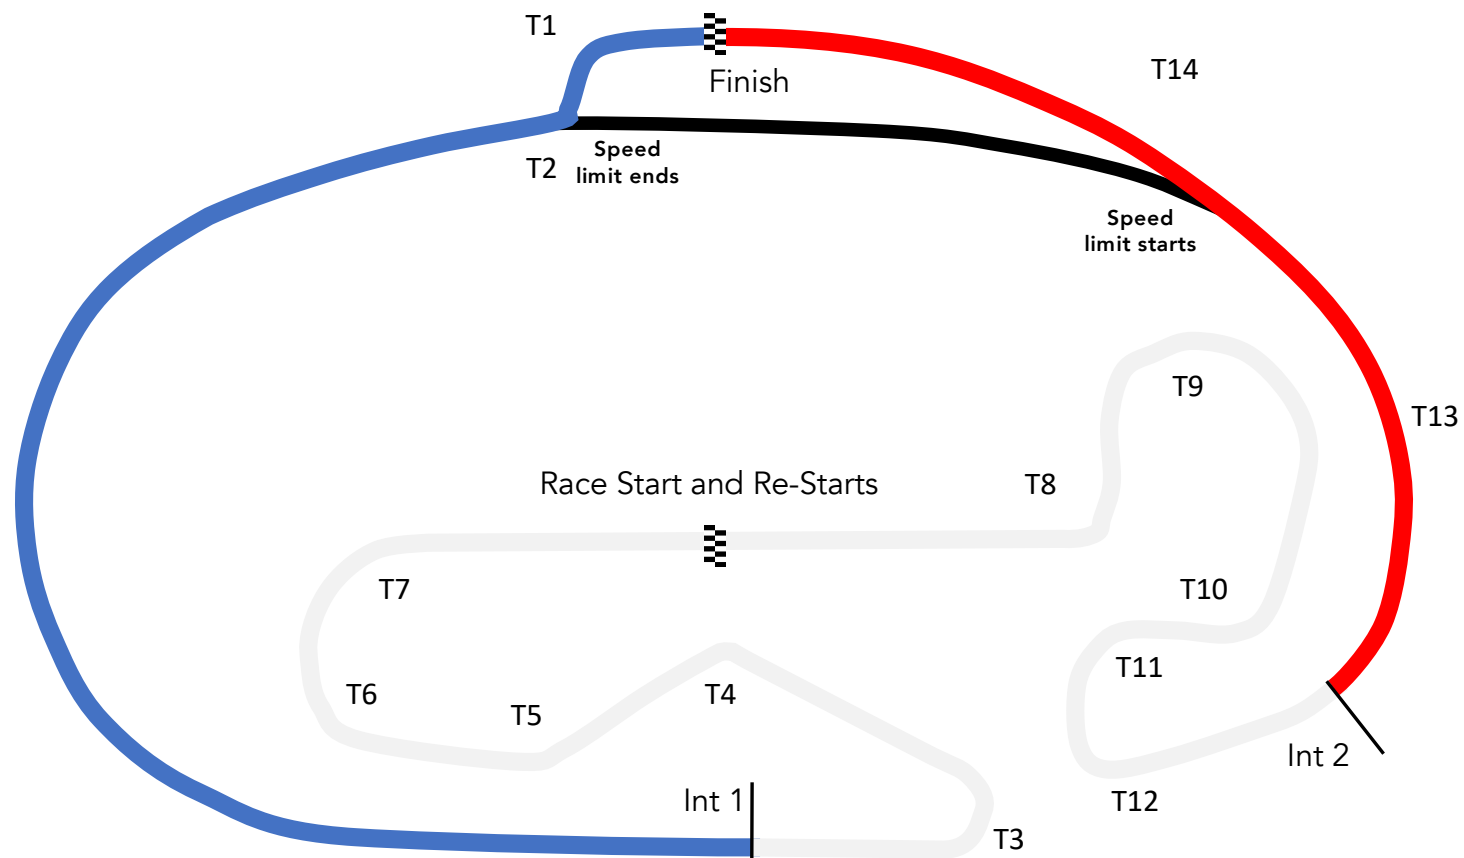 T1
Finish
T14
T2
Speed
limit ends
Speed
limit starts
T9
T13
Race Start and Re-Starts
T8
T7
T10
T11
T6
T4
T5
Int 2
Int 1
T12
T3